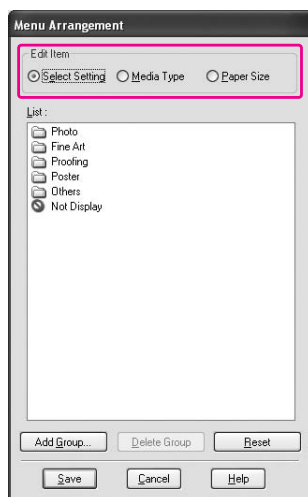 Menu Arrangement
Edit Item
Select Setting Media Type Paper Size
List :
Photo
Fine Art
Proofing
Poster
Others
Not Display
Add Group... Delete Group Reset
Save Cancel Help